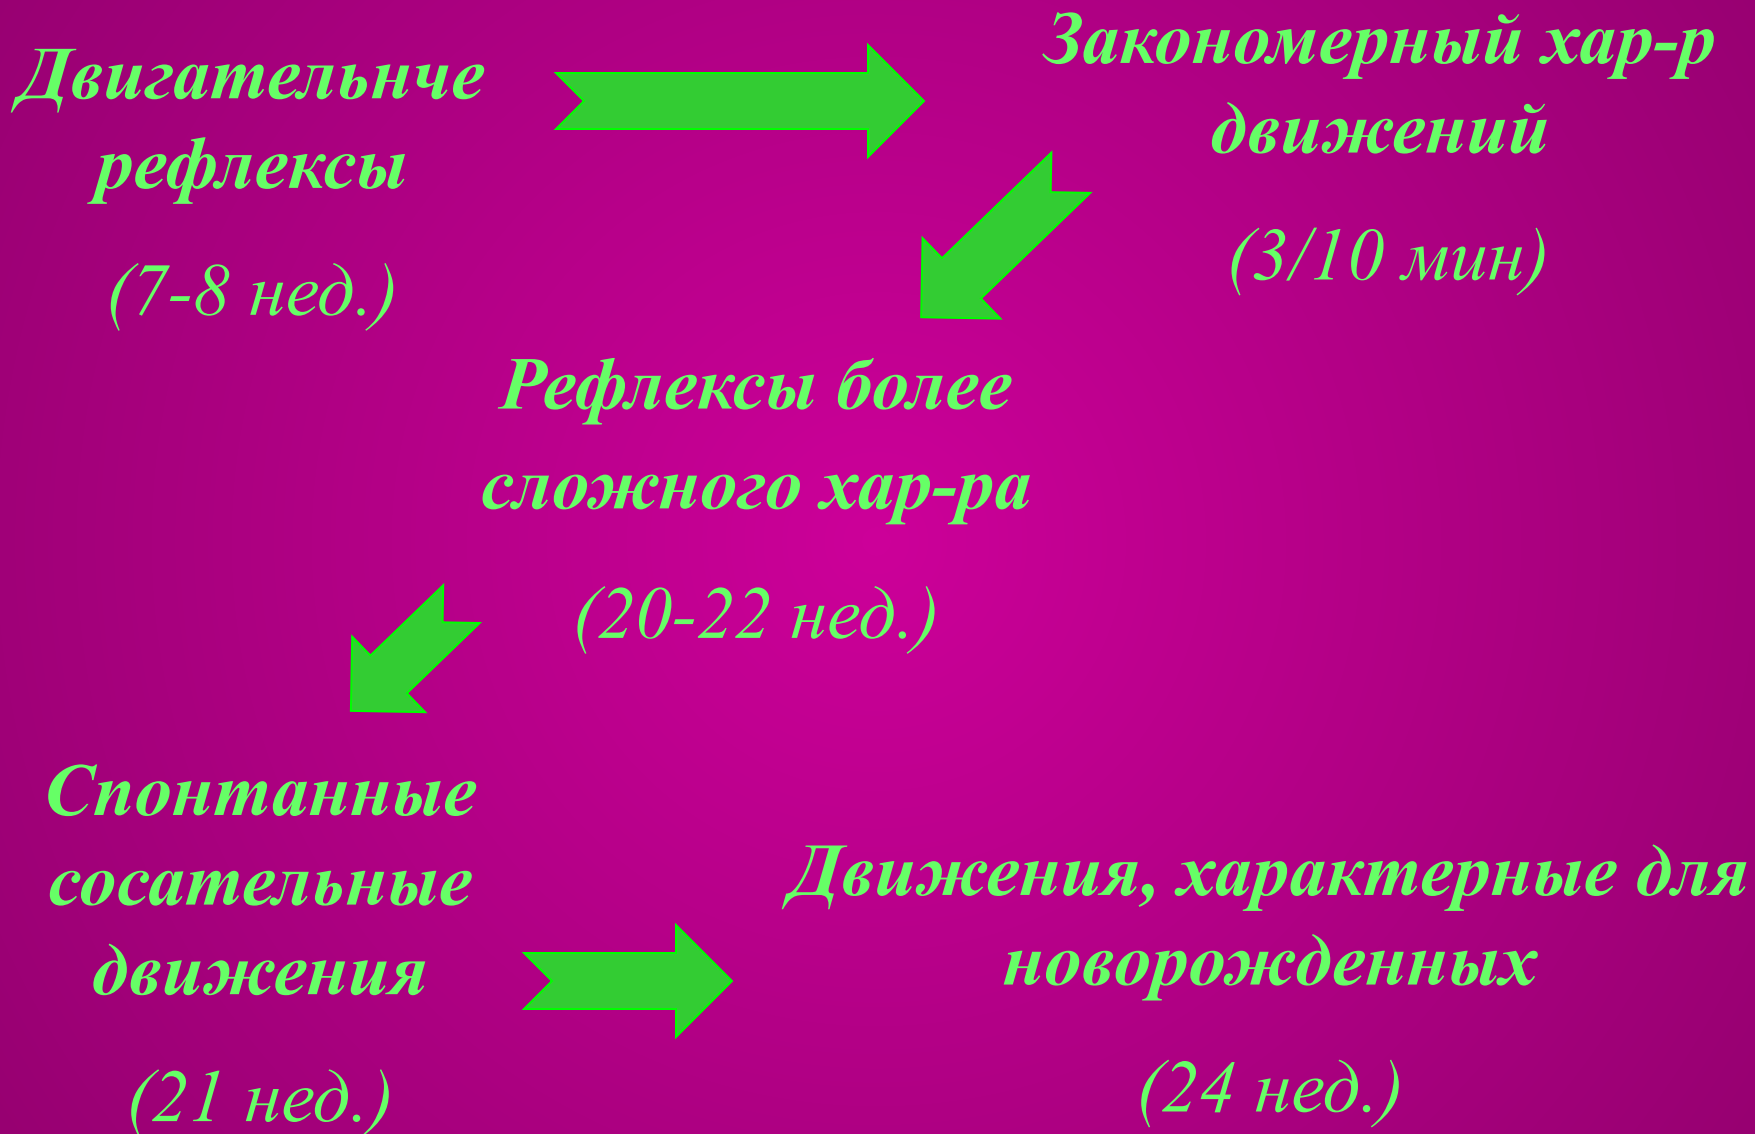 Двигательнче
рефлексы
(7-8 нед.)
Закономерный хар-р
движений
(3/10 мин)
Рефлексы более
сложного хар-ра
(20-22 нед.)
Спонтанные
сосательные
движения
(21 нед.)
Движения, характерные для
новорожденных
(24 нед.)